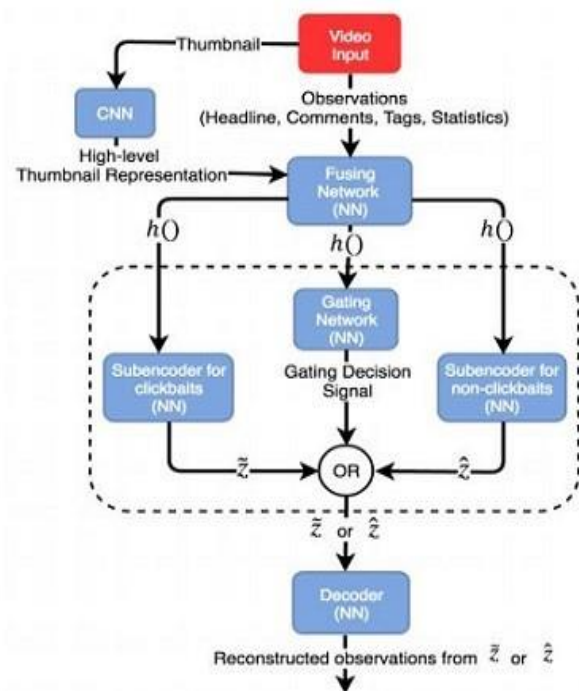 Thumbnail
Video
Input
CNN
Observations
(Headline, Comments, Tags, Statistics)
High-level
Thumbnail Representation
Fusing
Network
(NN)
h()
h()
h()
Gating
Network
(NN)
Subencoder for
clickbaits
(NN)
Gating Decision
Signal
Subencoder for
non-clickbaits
(NN)
z̃
OR
ẑ
z̃ or ẑ
Decoder
(NN)
Reconstructed observations from z̃ or ẑ